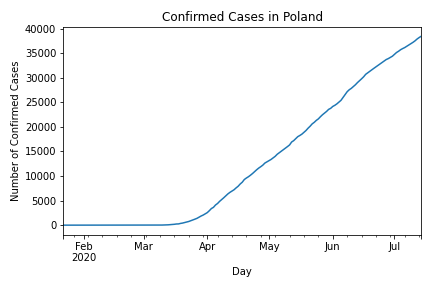 Confirmed Cases in Poland
40000
35000
30000
25000
20000
15000
10000
5000
0
Number of Confirmed Cases
Feb Mar Apr May Jun Jul
2020
Day